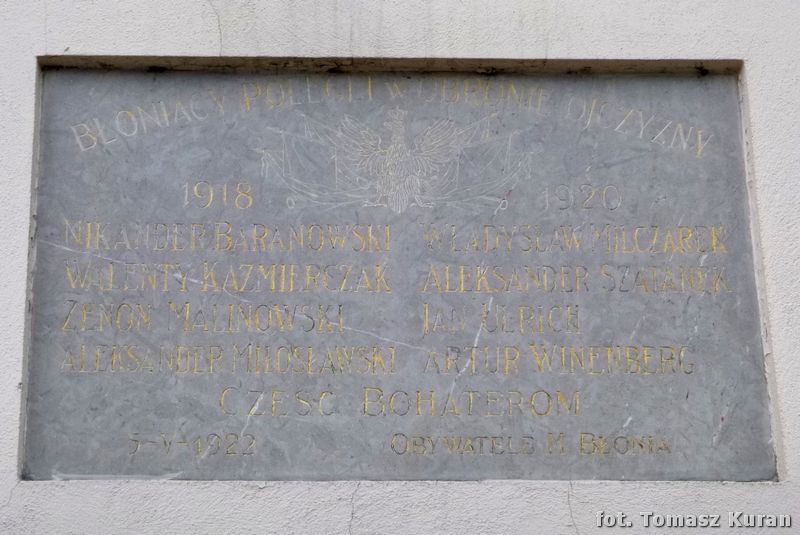 BŁONIACY POLEGLI W OBRONIE OJCZYZNY
1918 1920
NIKANDER BARANOWSKI WŁADYSŁAW MILCZAREK
WALENTY KAZMIERCZAK ALEKSANDER SZATANEK
ZENON MALINOWSKI JAN ULRICH
ALEKSANDER MIŁOSŁAWSKI ARTUR WINENBERG
CZEŚĆ BOHATEROM
5-V-1922 OBYWATELE M. BŁONIA
fot. Tomasz Kuran